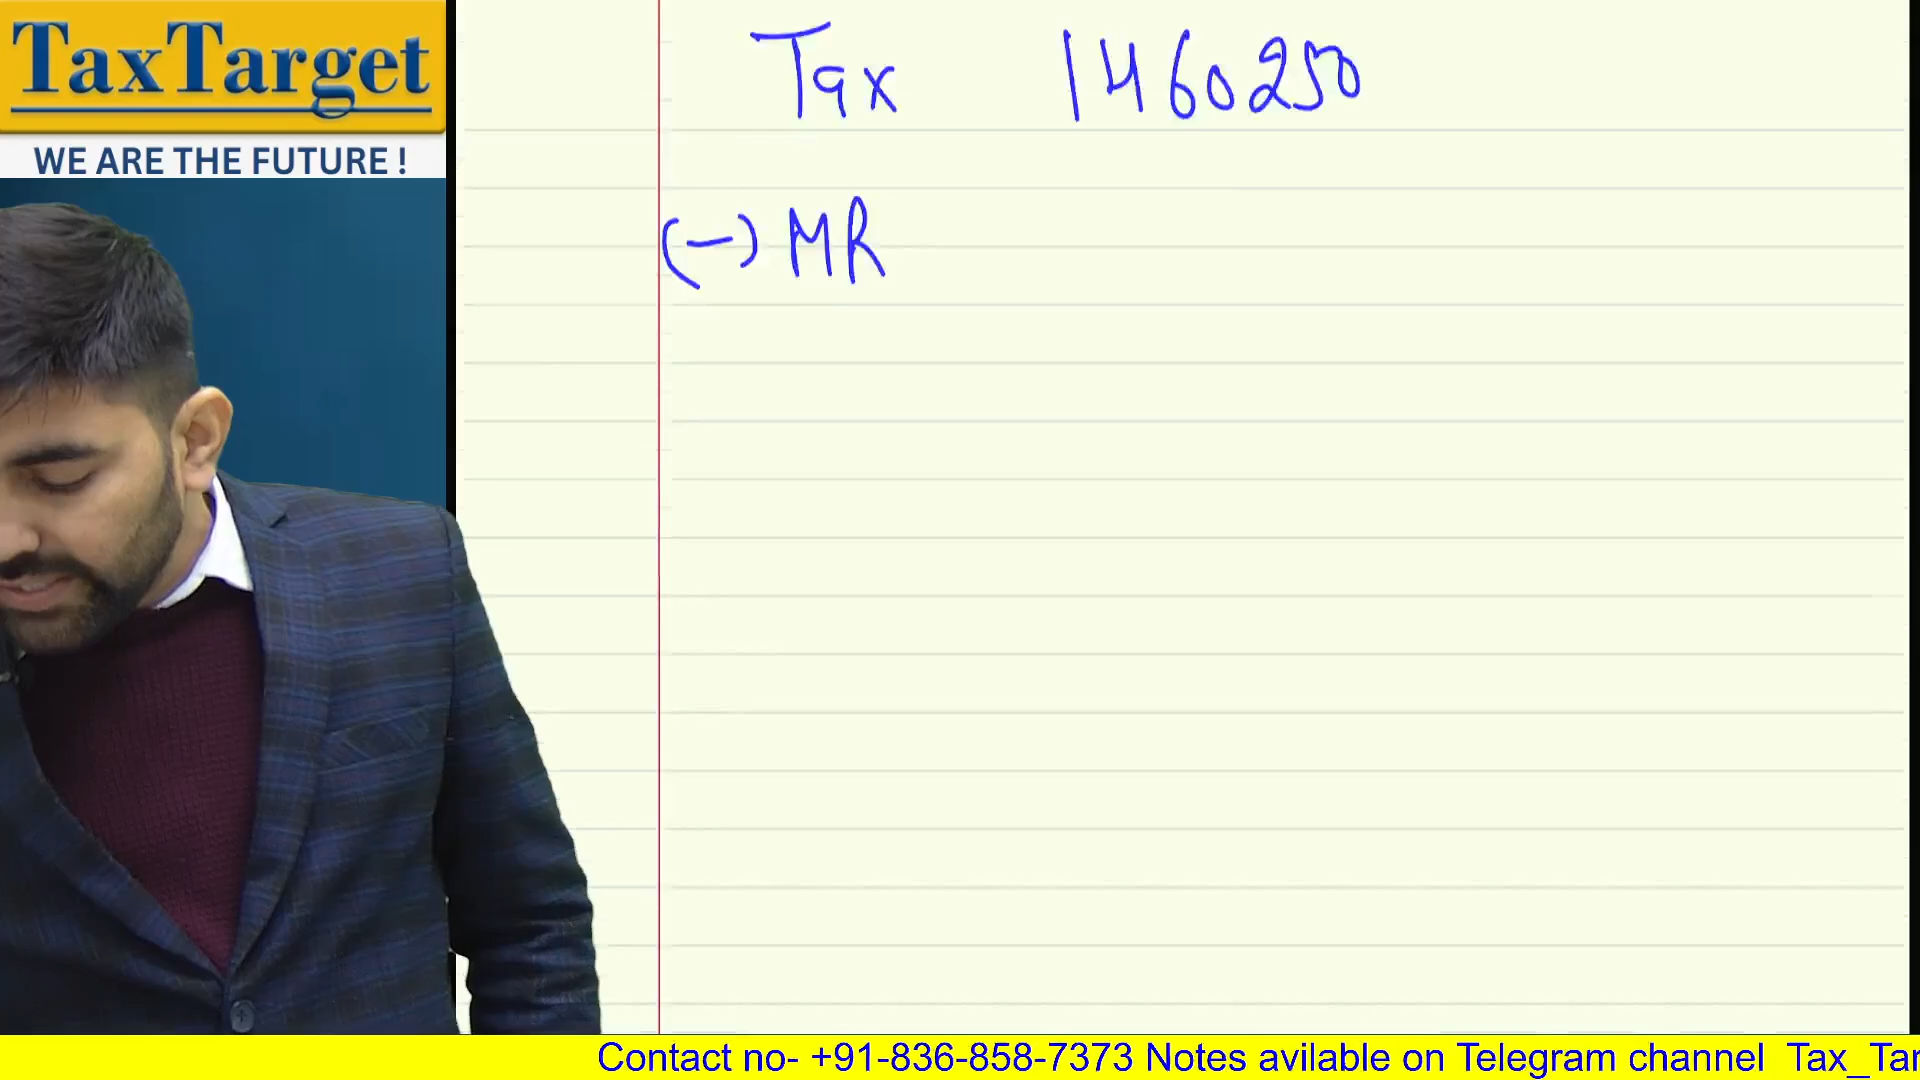 TaxTarget
WE ARE THE FUTURE !
Tax 1460250
(-) MR
Contact no- +91-836-858-7373 Notes avilable on Telegram channel Tax_Tar